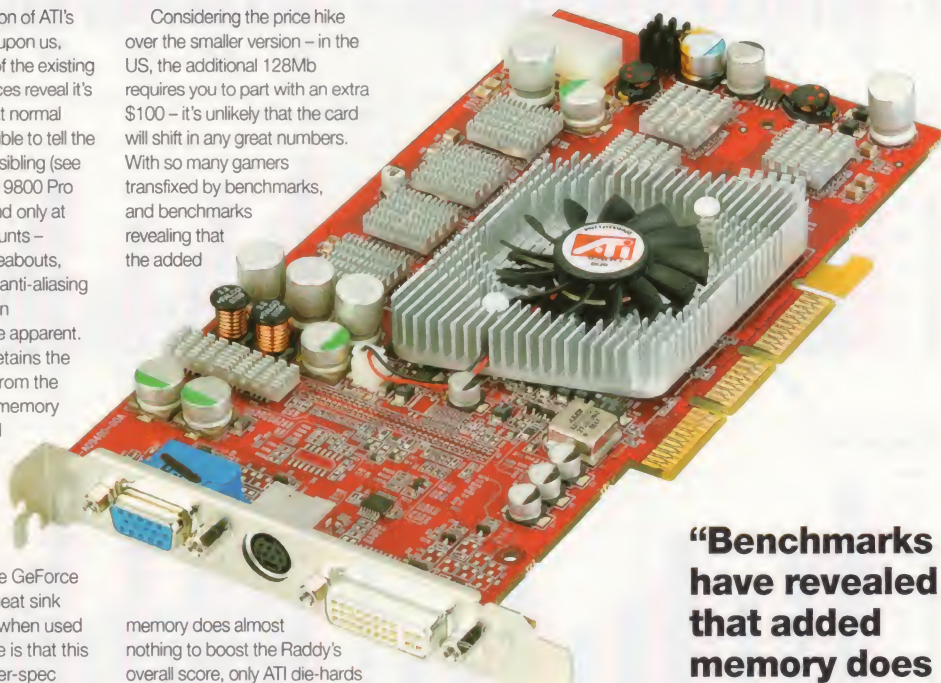 on of ATI's
upon us,
of the existing
ces reveal it's
t normal
ible to tell the
sibling (see
9800 Pro
nd only at
unts –
eabouts,
anti-aliasing
n
e apparent.
etains the
rom the
memory
e GeForce
eat sink
when used
e is that this
er-spec
Considering the price hike
over the smaller version – in the
US, the additional 128Mb
requires you to part with an extra
$100 – it's unlikely that the card
will shift in any great numbers.
With so many gamers
transfixed by benchmarks,
and benchmarks
revealing that
the added
memory does almost
nothing to boost the Raddy's
overall score, only ATI die-hards
ATI
"Benchmarks
have revealed
that added
memory does